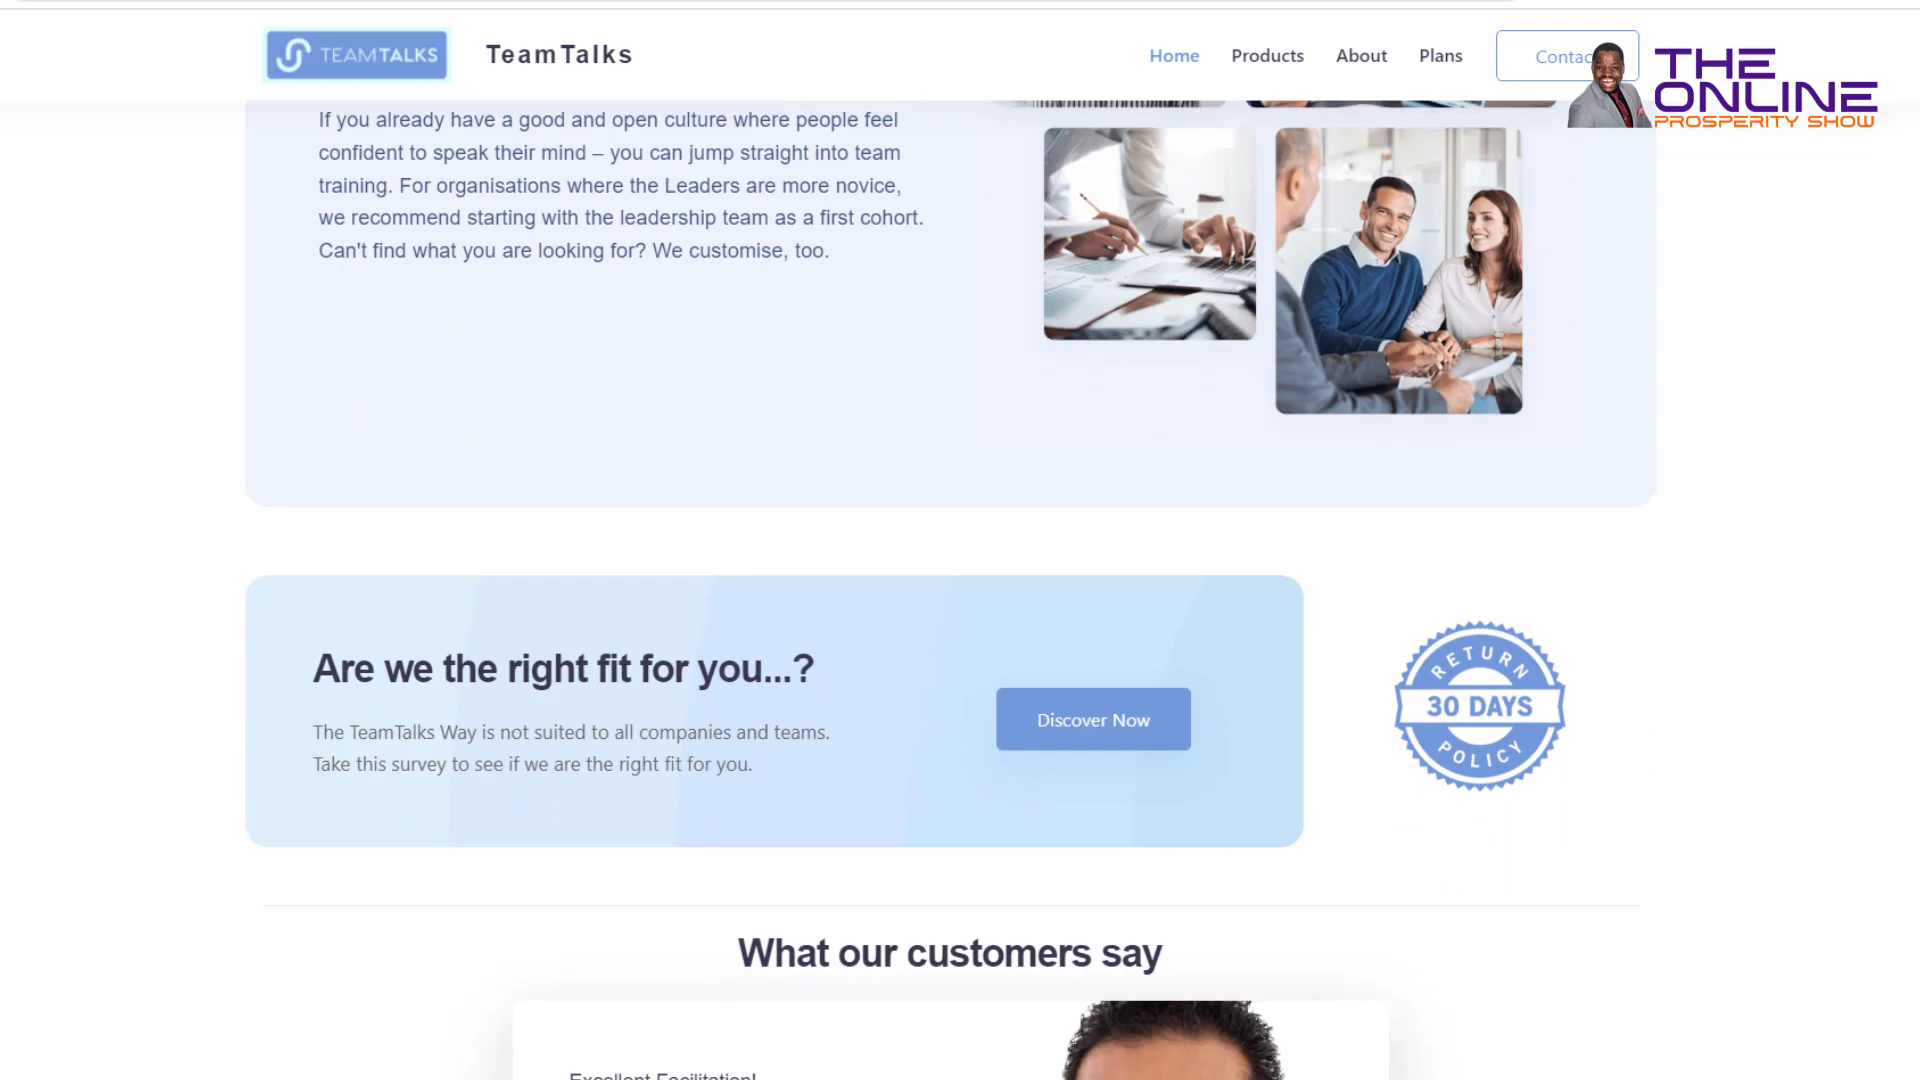 TEAMTALKS
TeamTalks
Home
Products
About
Plans
THE
ONLINE
PROSPERITY SHOW
If you already have a good and open culture where people feel
confident to speak their mind – you can jump straight into team
training. For organisations where the Leaders are more novice,
we recommend starting with the leadership team as a first cohort.
Can't find what you are looking for? We customise, too.
Are we the right fit for you...?
The TeamTalks Way is not suited to all companies and teams.
Take this survey to see if we are the right fit for you.
Discover Now
RETURN
30 DAYS
POLICY
What our customers say
Excellent Facilitation!